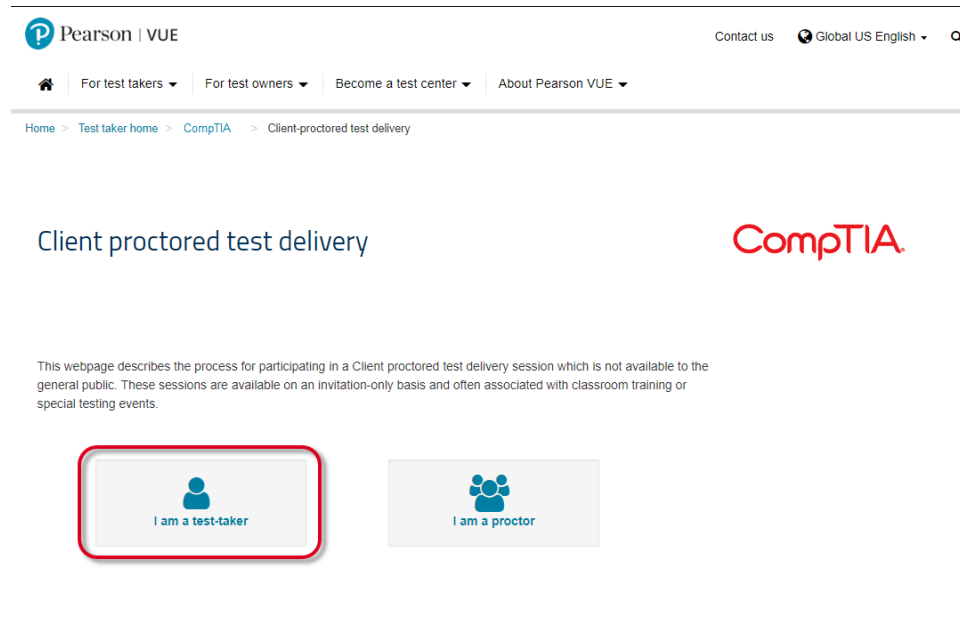 Pearson | VUE
Contact us Global US English
For test takers For test owners Become a test center About Pearson VUE
Home > Test taker home > CompTIA > Client-proctored test delivery
Client proctored test delivery
CompTIA.
This webpage describes the process for participating in a Client proctored test delivery session which is not available to the
general public. These sessions are available on an invitation-only basis and often associated with classroom training or
special testing events.
I am a test-taker
I am a proctor